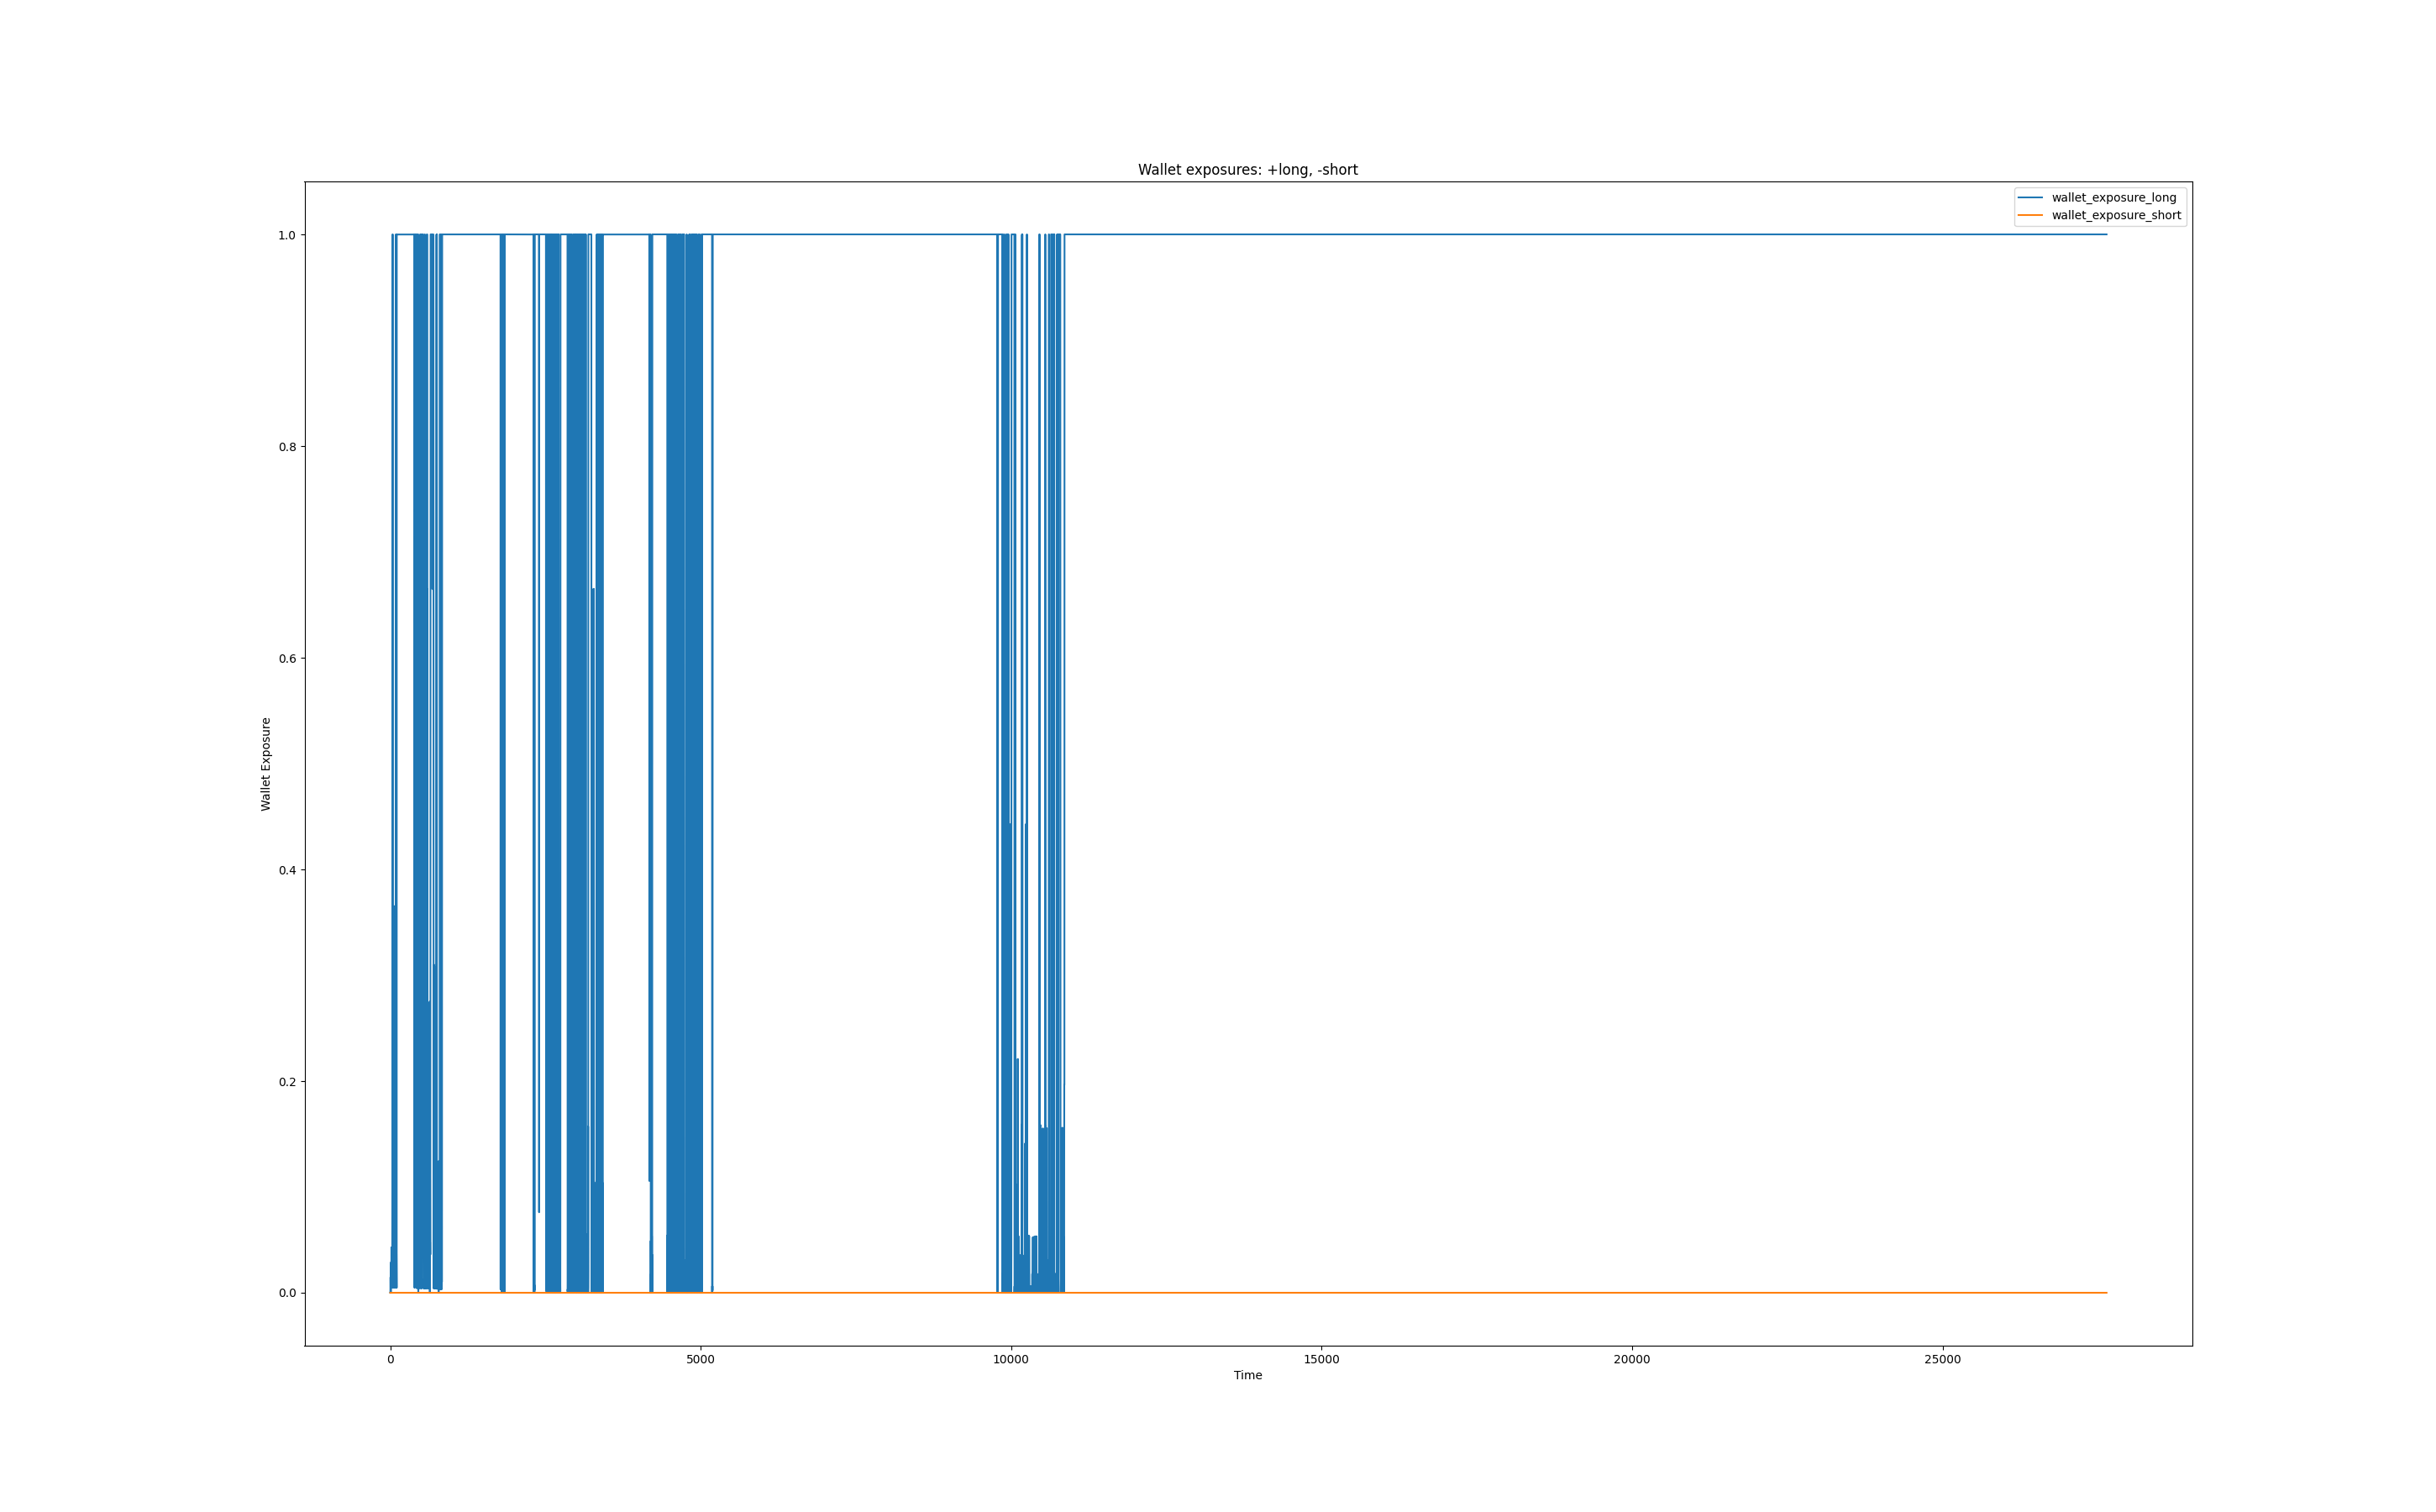 Wallet exposures: +long, -short
wallet_exposure_long
wallet_exposure_short
1.0
0.8
0.6
0.4
0.2
0.0
Wallet Exposure
0 5000 10000 15000 20000 25000
Time